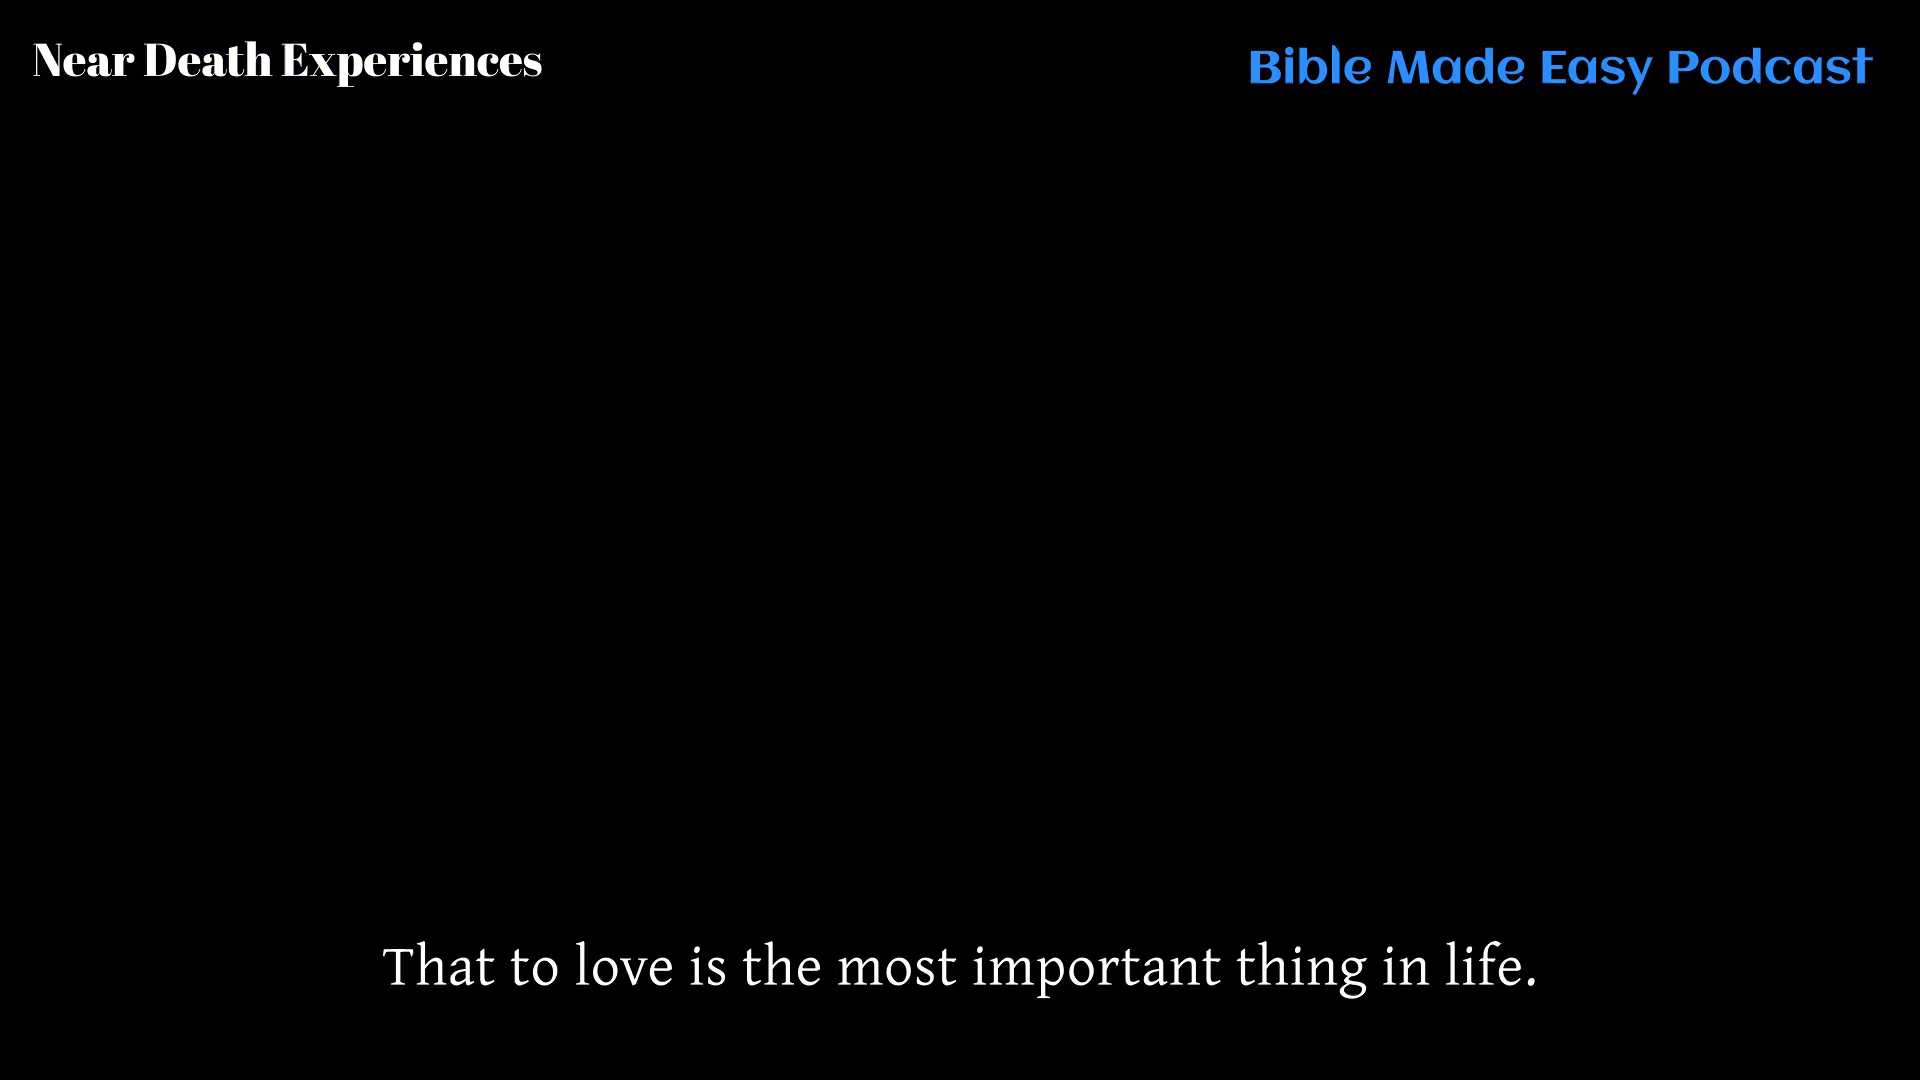 Near Death Experiences
Bible Made Easy Podcast
That to love is the most important thing in life.